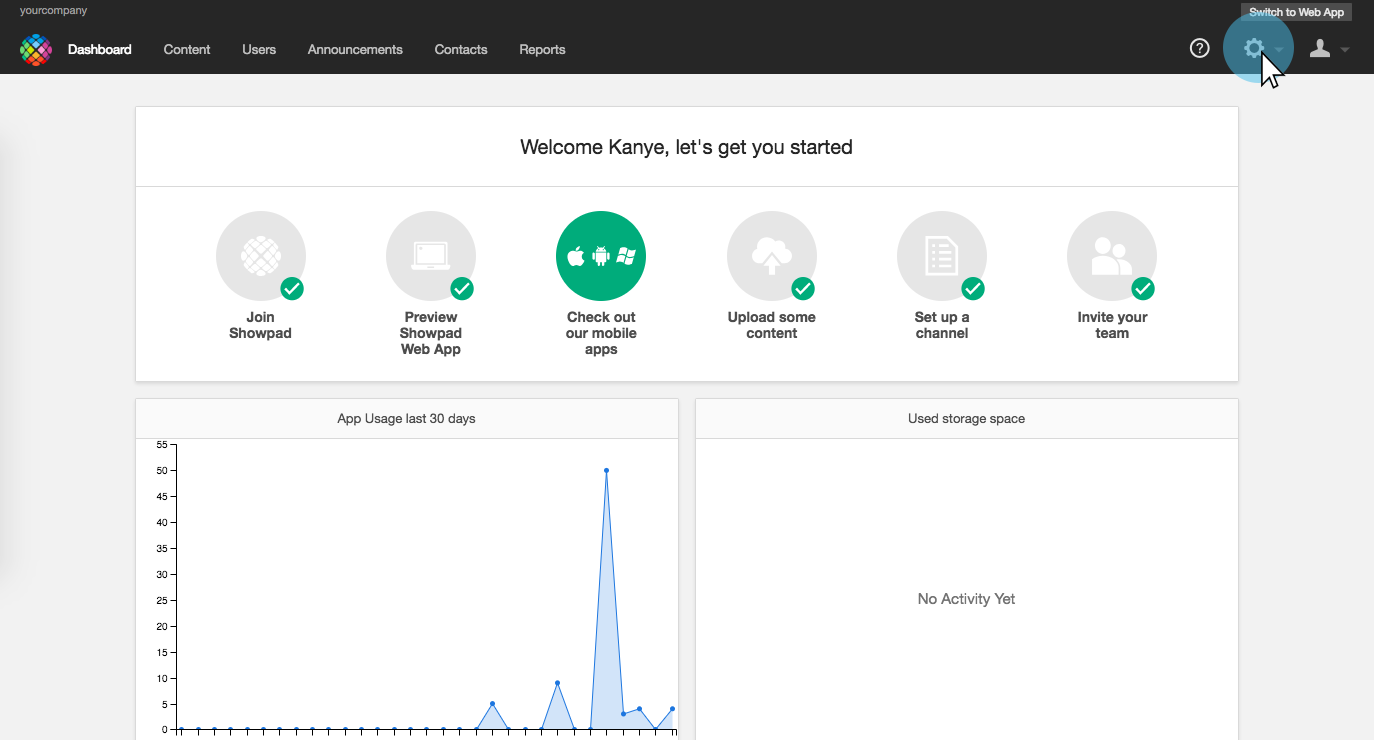 yourcompany
Switch to Web App
Dashboard Content Users Announcements Contacts Reports
?
Welcome Kanye, let's get you started
Join
Showpad
Preview
Showpad
Web App
Check out
our mobile
apps
Upload some
content
Set up a
channel
Invite your
team
App Usage last 30 days
55
50
45
40
35
30
25
20
15
10
5
0
Used storage space
No Activity Yet